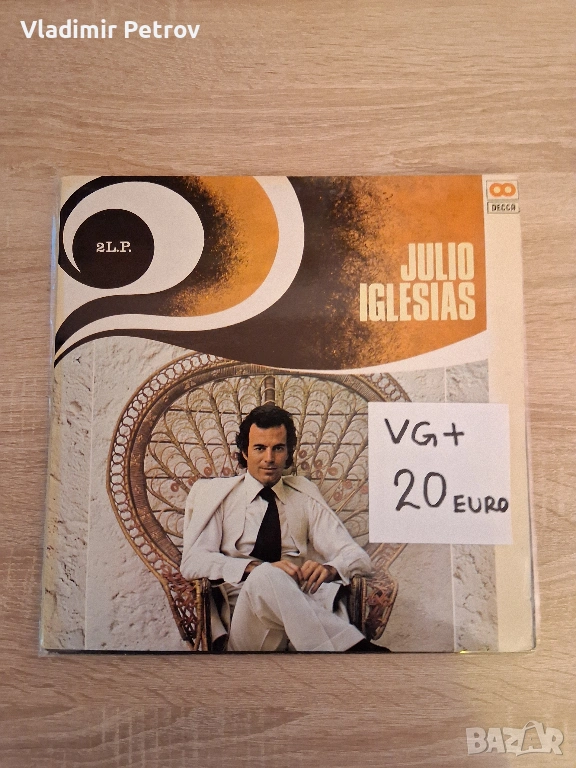 Vladimir Petrov
2L.P.
DECCA
JULIO
IGLESIAS
VG+
20 EURO
BAZAR